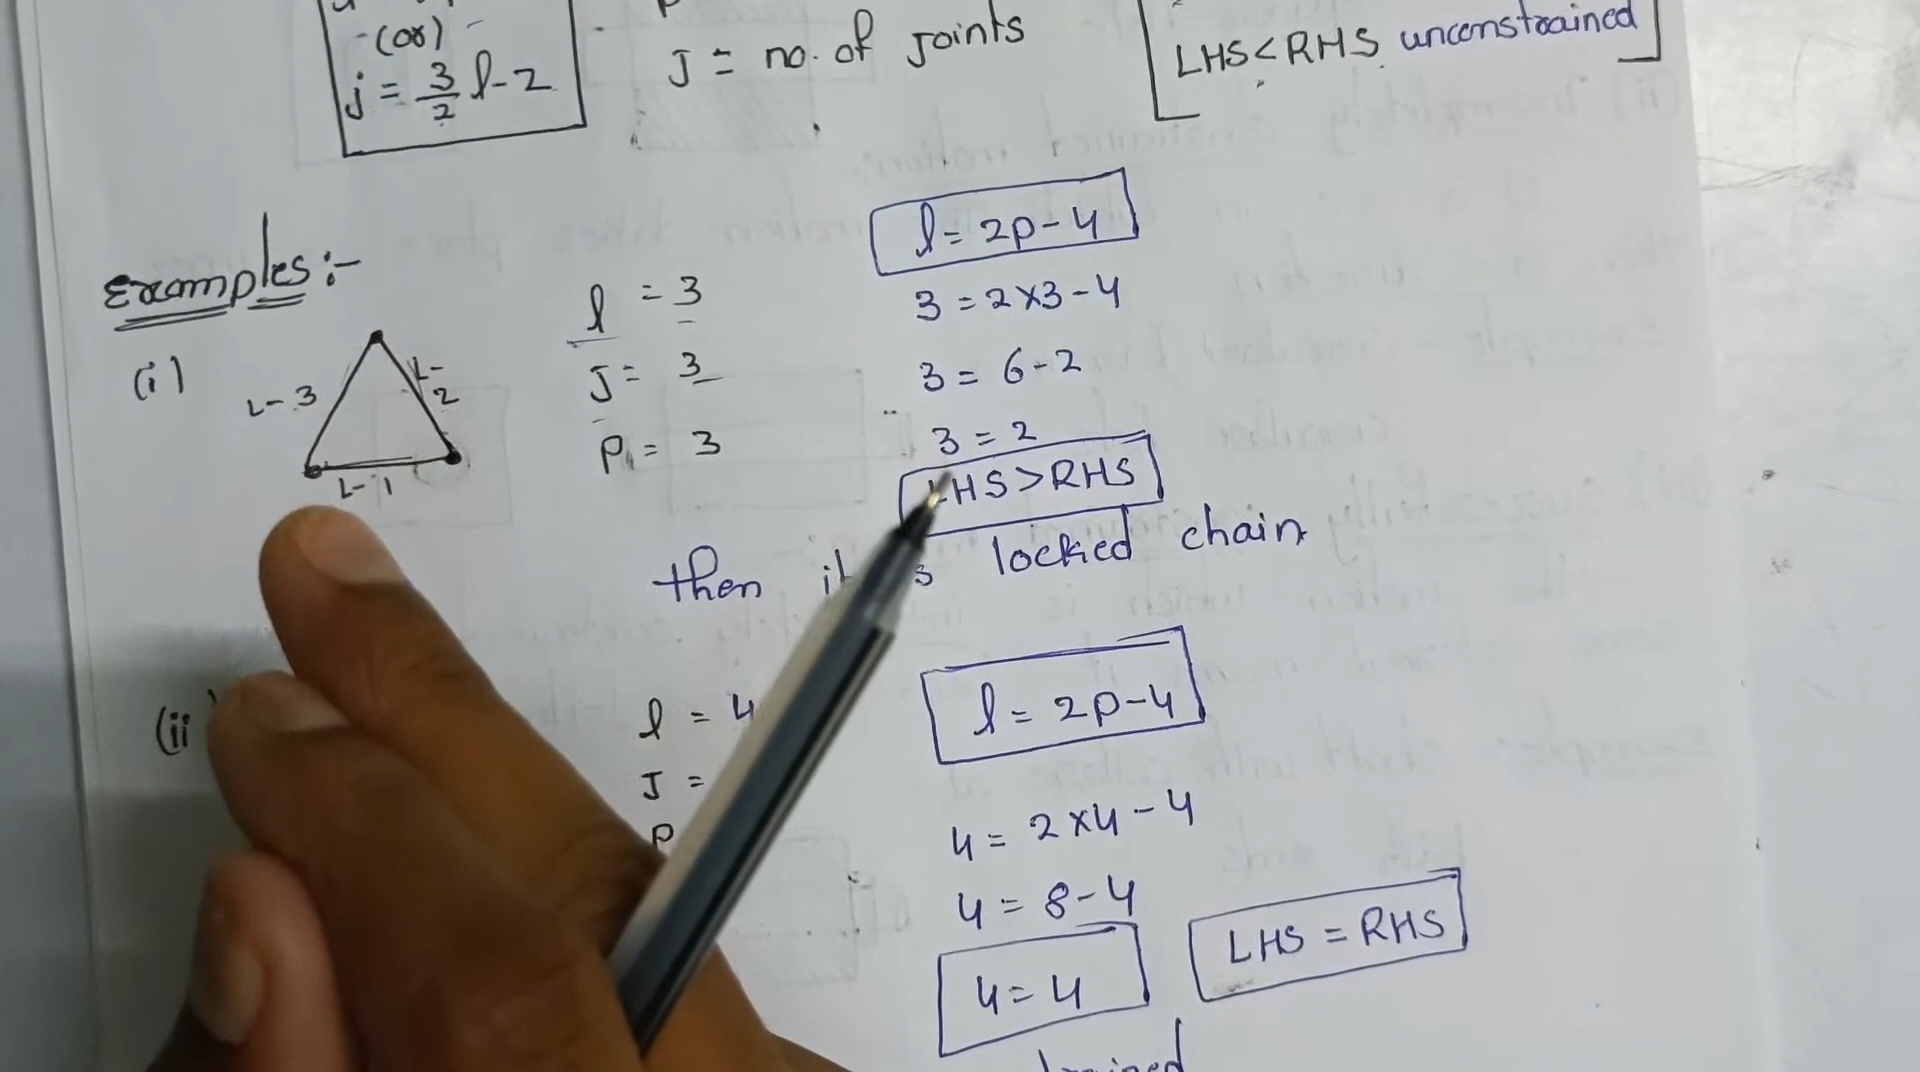 (or)
j = 3/2 l - 2
J = no. of Joints
LHS < RHS unconstrained
Examples :-
(i)
L-3
L-2
L-1
l = 3
J = 3
P = 3
l = 2p - 4
3 = 2×3 - 4
3 = 6 - 2
3 = 2
LHS > RHS
then it is locked chain
(ii
l = 4
J =
P
l = 2p - 4
4 = 2×4 - 4
4 = 8 - 4
4 = 4
LHS = RHS